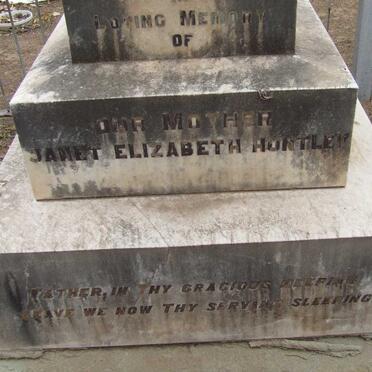 LOVING MEMORY
OF
OUR MOTHER
JANET ELIZABETH HUNTLEY
FATHER, IN THY GRACIOUS KEEPING
LEAVE WE NOW THY SERVANT SLEEPING